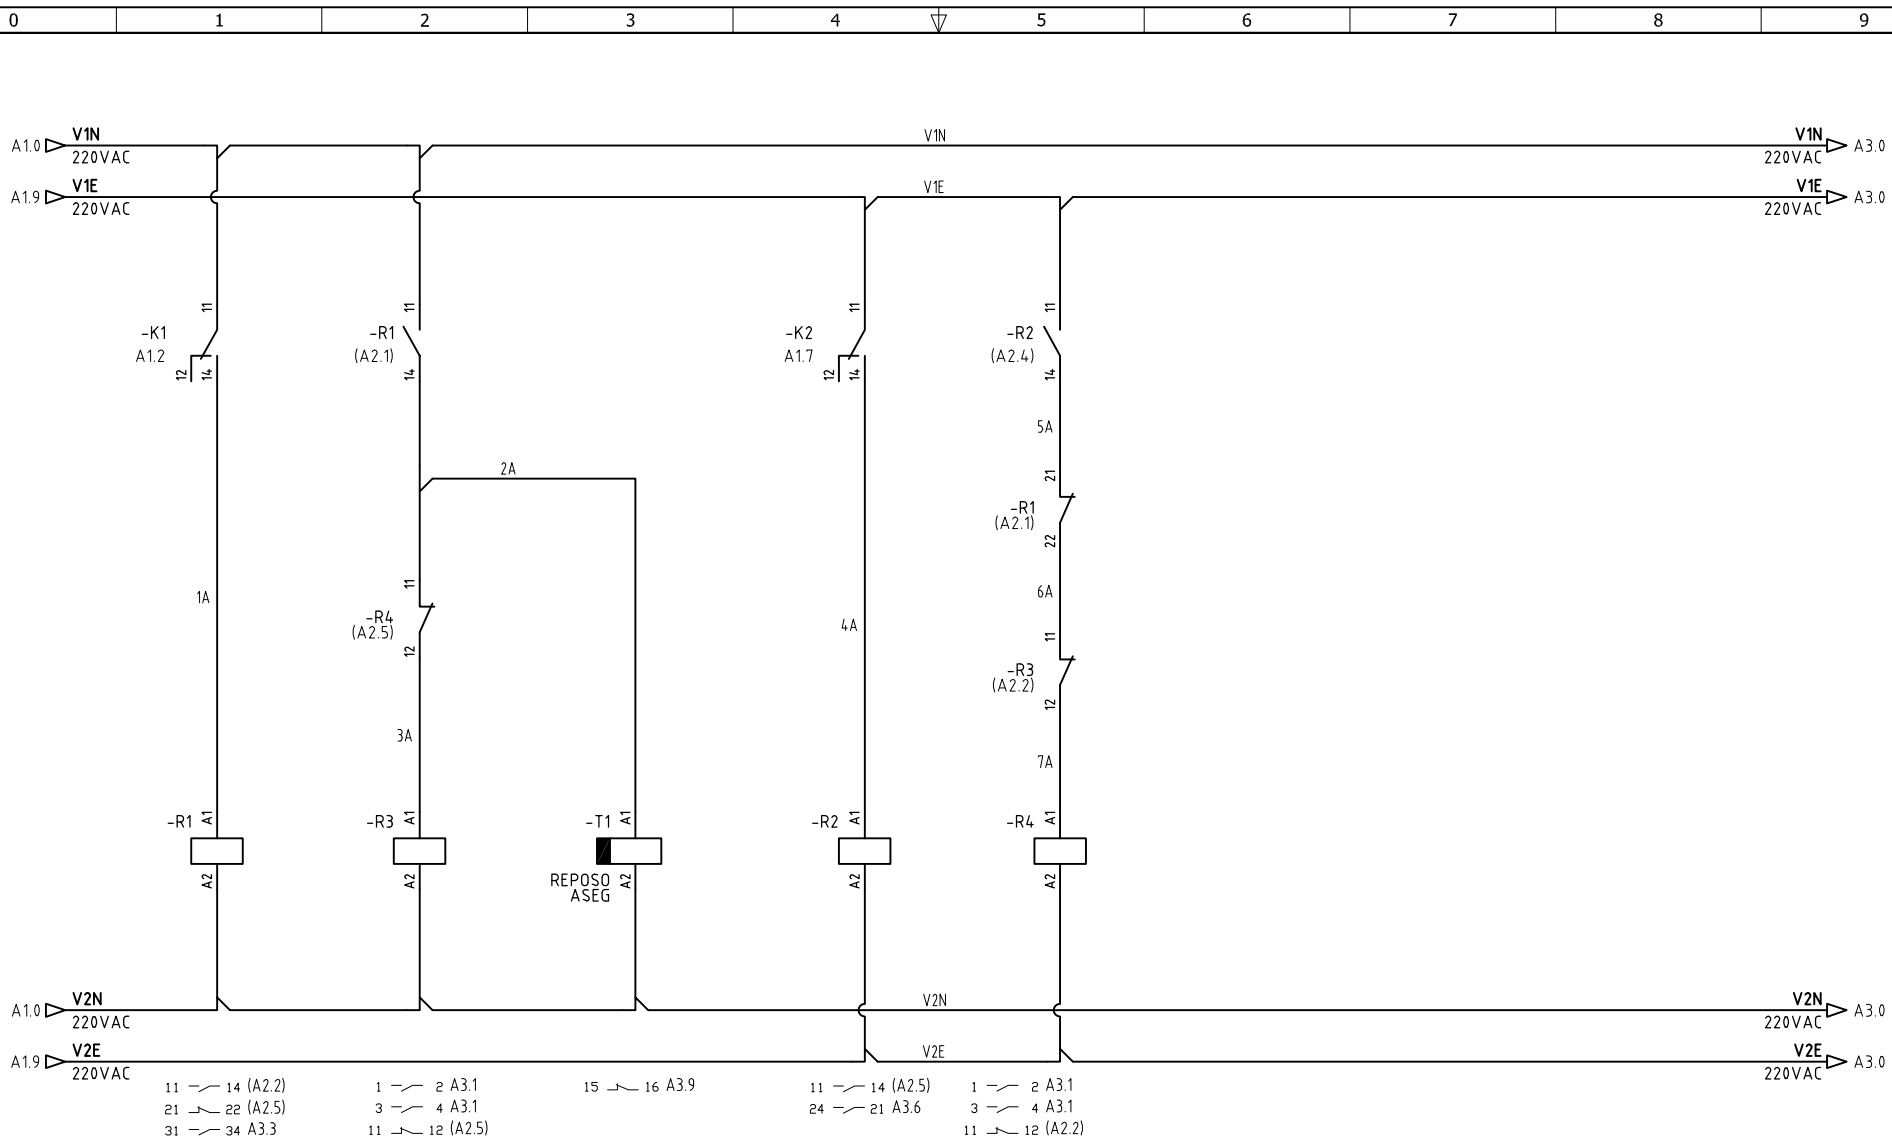 0 1 2 3 4 5 6 7 8 9
A1.0 V1N V1N V1N A3.0
220VAC 220VAC
A1.9 V1E V1E V1E A3.0
220VAC 220VAC
11 11 11 11
-K1 -R1 -K2 -R2
A1.2 (A2.1) A1.7 (A2.4)
12 14 14 12 14 14
5A
2A
21
-R1
(A2.1)
22
11
1A 6A
-R4
(A2.5)
4A
11
12
-R3
(A2.2)
12
3A
7A
-R1 A1 -R3 A1 -T1 A1 -R2 A1 -R4 A1
A2 A2 REPOSO A2 A2 A2
ASEG
A1.0 V2N V2N V2N A3.0
220VAC 220VAC
A1.9 V2E V2E V2E A3.0
220VAC 220VAC
11 14 (A2.2) 1 2 A3.1 15 16 A3.9 11 14 (A2.5) 1 2 A3.1
21 22 (A2.5) 3 4 A3.1 24 21 A3.6 3 4 A3.1
31 34 A3.3 11 12 (A2.5) 11 12 (A2.2)